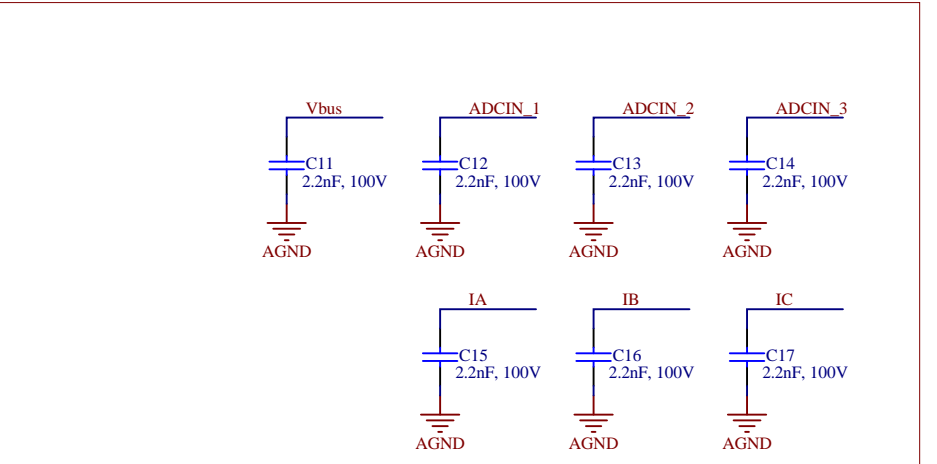 Vbus
ADCIN_1
ADCIN_2
ADCIN_3
C11
C12
C13
C14
2.2nF, 100V
2.2nF, 100V
2.2nF, 100V
2.2nF, 100V
AGND
AGND
AGND
AGND
IA
IB
IC
C15
C16
C17
2.2nF, 100V
2.2nF, 100V
2.2nF, 100V
AGND
AGND
AGND